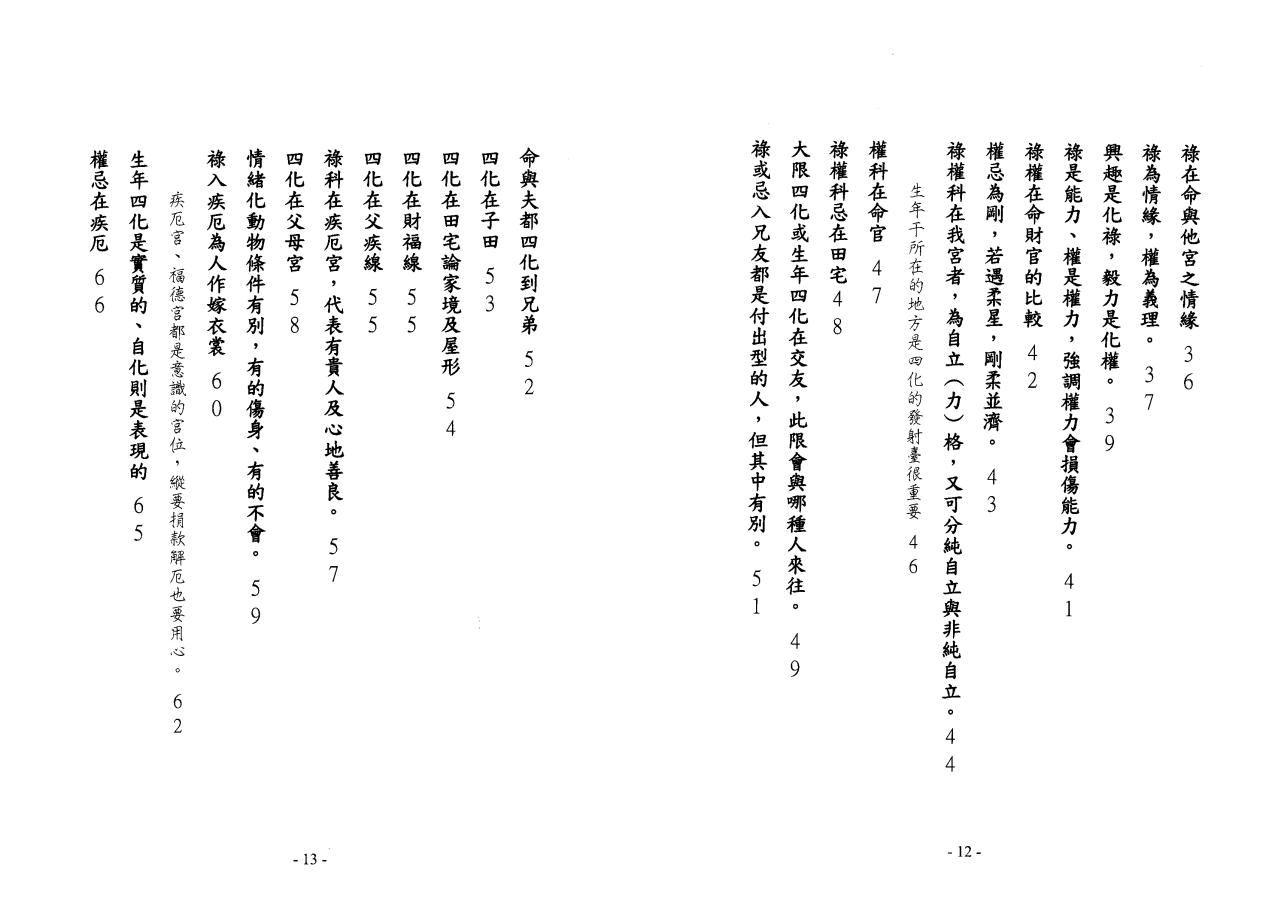 祿在命與他宮之情緣 36
祿為情緣，權為義理。 37
興趣是化祿，毅力是化權。 39
祿是能力、權是權力，強調權力會損傷能力。 41
祿權在命財官的比較 42
權忌為剛，若遇柔星，剛柔並濟。 43
祿權科在我宮者，為自立（力）格，又可分純自立與非純自立。 44
生年干所在的地方是四化的發射臺很重要 46
權科在命官 47
祿權科忌在田宅 48
大限四化或生年四化在交友，此限會與哪種人來往。 49
祿或忌入兄友都是付出型的人，但其中有別。 51
- 12 -
命與夫都四化到兄弟 52
四化在子田 53
四化在田宅論家境及屋形 54
四化在財福線 55
四化在父疾線 55
祿科在疾厄宮，代表有貴人及心地善良。 57
四化在父母宮 58
情緒化動物條件有別，有的傷身、有的不會。 59
祿入疾厄為人作嫁衣裳 60
疾厄宮、福德宮都是意識的宮位，縱要捐款解厄也要用心。 62
生年四化是實質的、自化則是表現的 65
權忌在疾厄 66
- 13 -